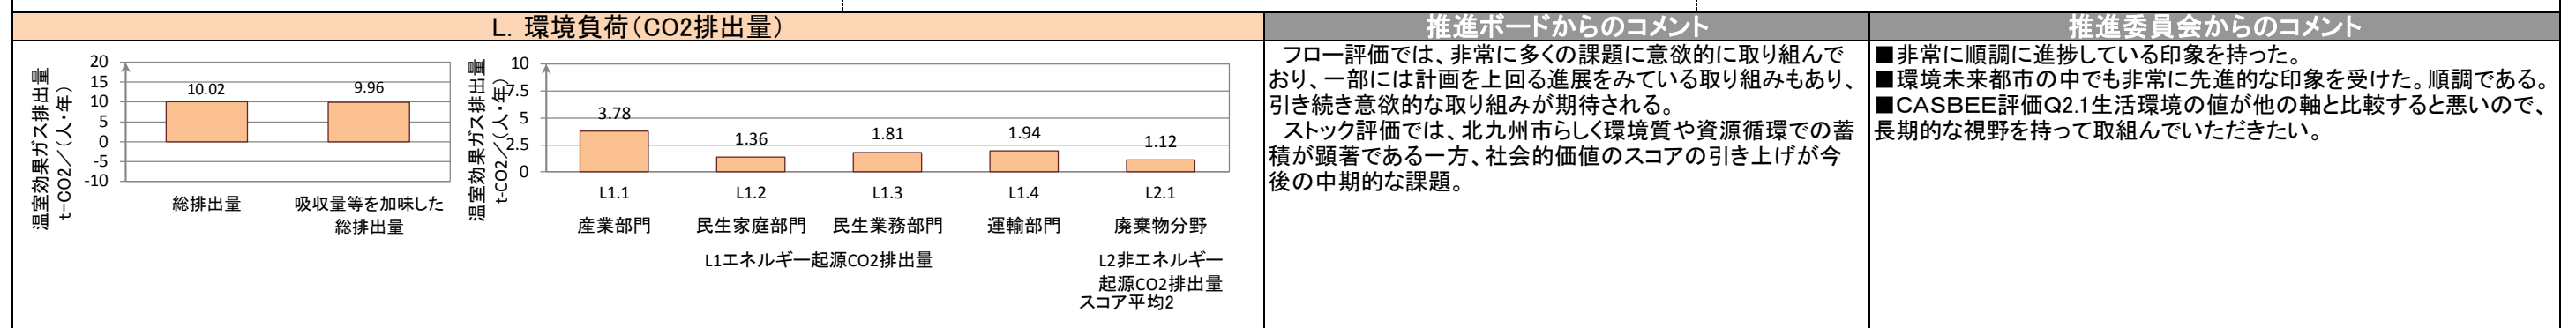 L．環境負荷（CO2排出量）
温室効果ガス排出量
t-CO2／（人・年）
20
15
10
5
0
-5
-10
10.02
9.96
総排出量
吸収量等を加味した
総排出量
温室効果ガス排出量
t-CO2／（人・年）
10
7.5
5
2.5
0
3.78
1.36
1.81
1.94
1.12
L1.1
L1.2
L1.3
L1.4
L2.1
産業部門
民生家庭部門
民生業務部門
運輸部門
廃棄物分野
L1エネルギー起源CO2排出量
L2非エネルギー
起源CO2排出量
スコア平均2
推進ボードからのコメント
フロー評価では、非常に多くの課題に意欲的に取り組んで
おり、一部には計画を上回る進展をみている取り組みもあり、
引き続き意欲的な取り組みが期待される。
ストック評価では、北九州市らしく環境質や資源循環での蓄
積が顕著である一方、社会的価値のスコアの引き上げが今
後の中期的な課題。
推進委員会からのコメント
■非常に順調に進捗している印象を持った。
■環境未来都市の中でも非常に先進的な印象を受けた。順調である。
■CASBEE評価Q2.1生活環境の値が他の軸と比較すると悪いので、
長期的な視野を持って取組んでいただきたい。